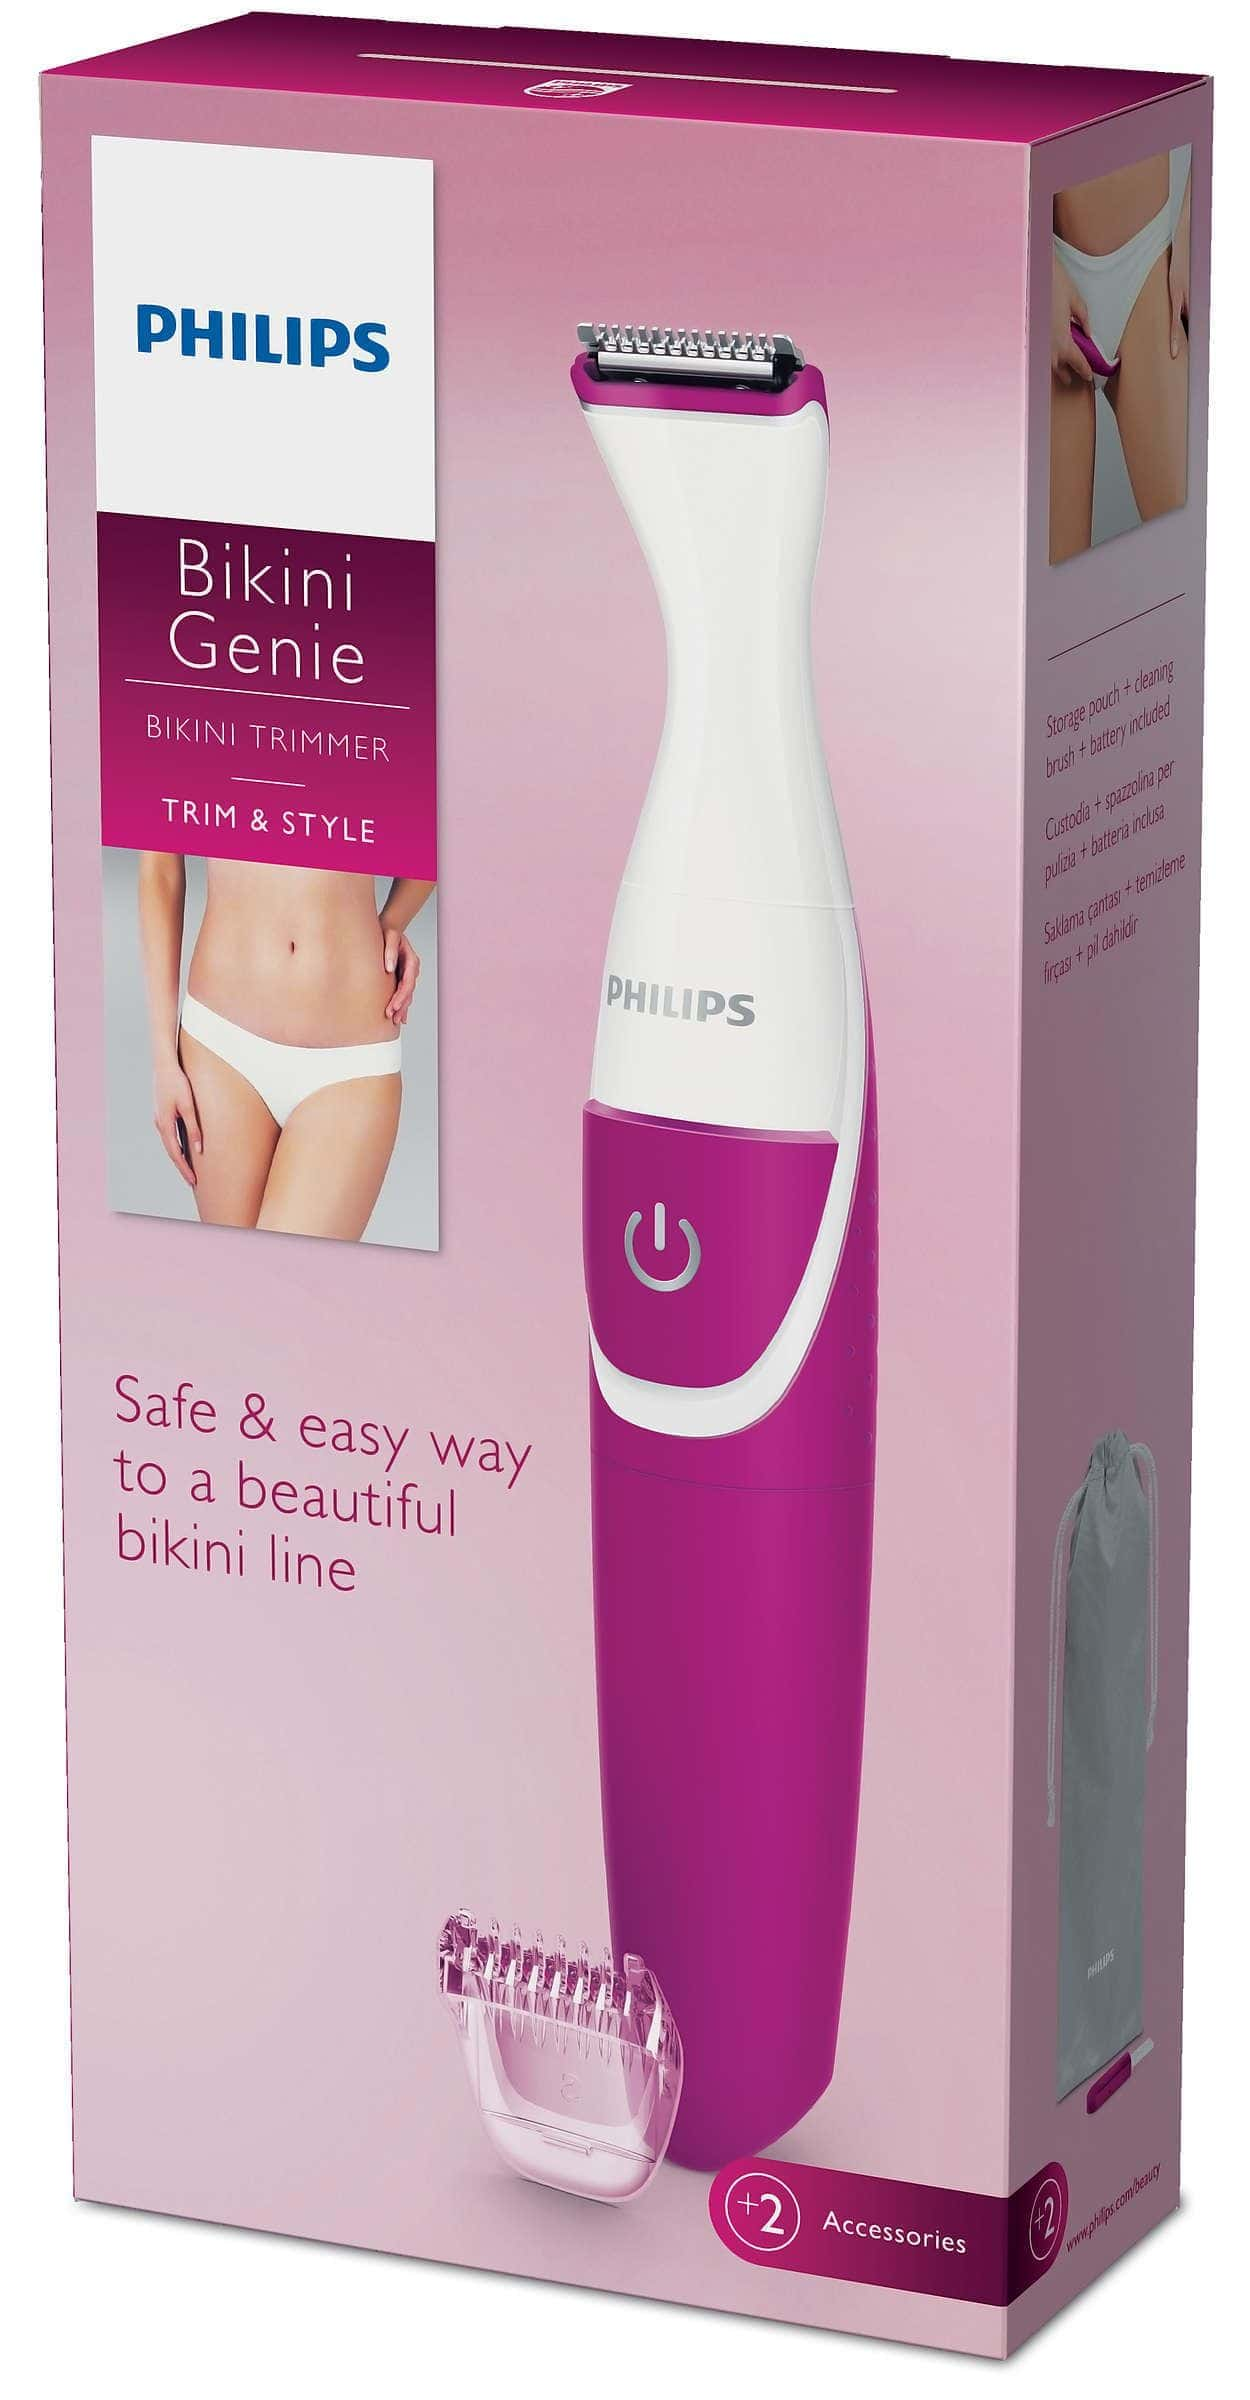 PHILIPS
Bikini
Genie
BIKINI TRIMMER
TRIM & STYLE
Safe & easy way
to a beautiful
bikini line
PHILIPS
S
+2 Accessories
Storage pouch + cleaning
brush + battery included
Custodia + spazzolina per
pulizia + batteria inclusa
Saklama çantası + temizleme
fırçası + pil dahildir
PHILIPS
+2
www.philips.com/beauty